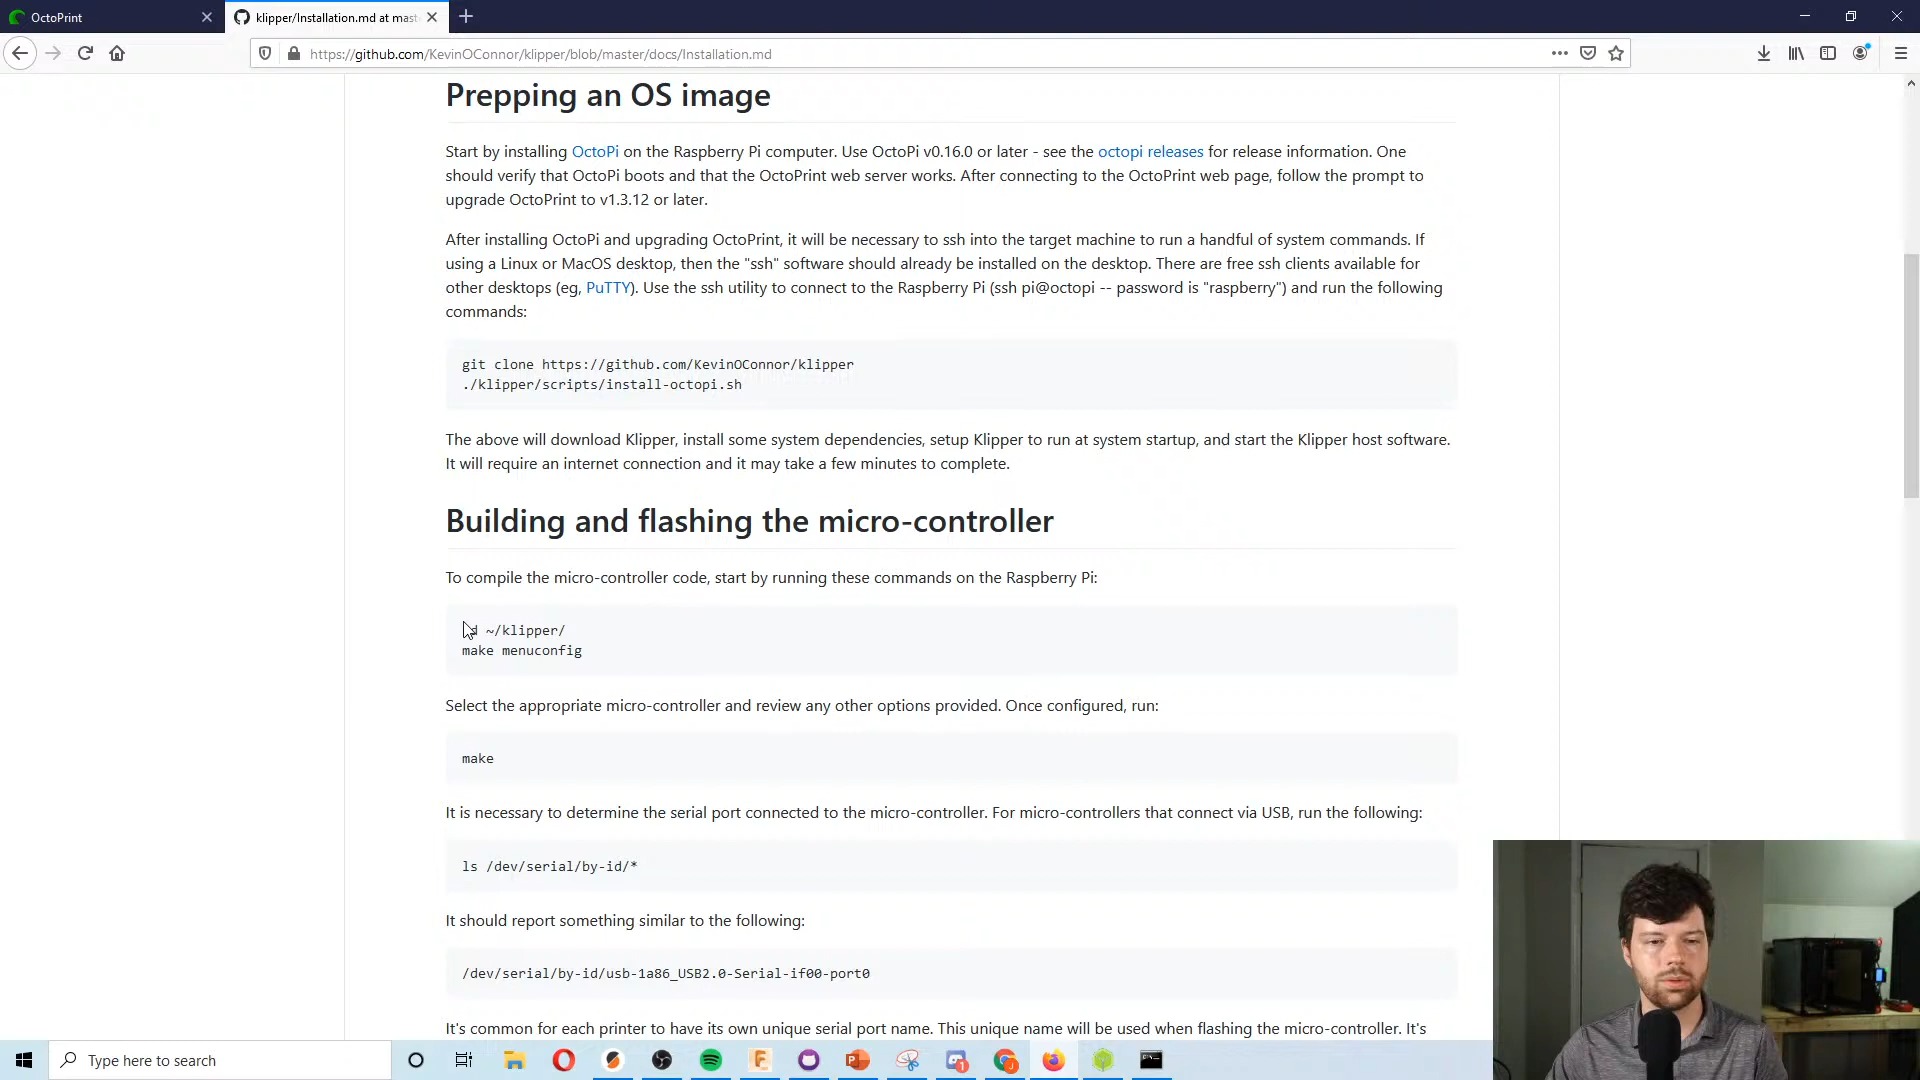 OctoPrint
klipper/Installation.md at mast
https://github.com/KevinOConnor/klipper/blob/master/docs/Installation.md
Prepping an OS image
Start by installing OctoPi on the Raspberry Pi computer. Use OctoPi v0.16.0 or later - see the octopi releases for release information. One
should verify that OctoPi boots and that the OctoPrint web server works. After connecting to the OctoPrint web page, follow the prompt to
upgrade OctoPrint to v1.3.12 or later.
After installing OctoPi and upgrading OctoPrint, it will be necessary to ssh into the target machine to run a handful of system commands. If
using a Linux or MacOS desktop, then the "ssh" software should already be installed on the desktop. There are free ssh clients available for
other desktops (eg, PuTTY). Use the ssh utility to connect to the Raspberry Pi (ssh pi@octopi -- password is "raspberry") and run the following
commands:
git clone https://github.com/KevinOConnor/klipper
./klipper/scripts/install-octopi.sh
The above will download Klipper, install some system dependencies, setup Klipper to run at system startup, and start the Klipper host software.
It will require an internet connection and it may take a few minutes to complete.
Building and flashing the micro-controller
To compile the micro-controller code, start by running these commands on the Raspberry Pi:
~/klipper/
make menuconfig
Select the appropriate micro-controller and review any other options provided. Once configured, run:
make
It is necessary to determine the serial port connected to the micro-controller. For micro-controllers that connect via USB, run the following:
ls /dev/serial/by-id/*
It should report something similar to the following:
/dev/serial/by-id/usb-1a86_USB2.0-Serial-if00-port0
It's common for each printer to have its own unique serial port name. This unique name will be used when flashing the micro-controller. It's
Type here to search